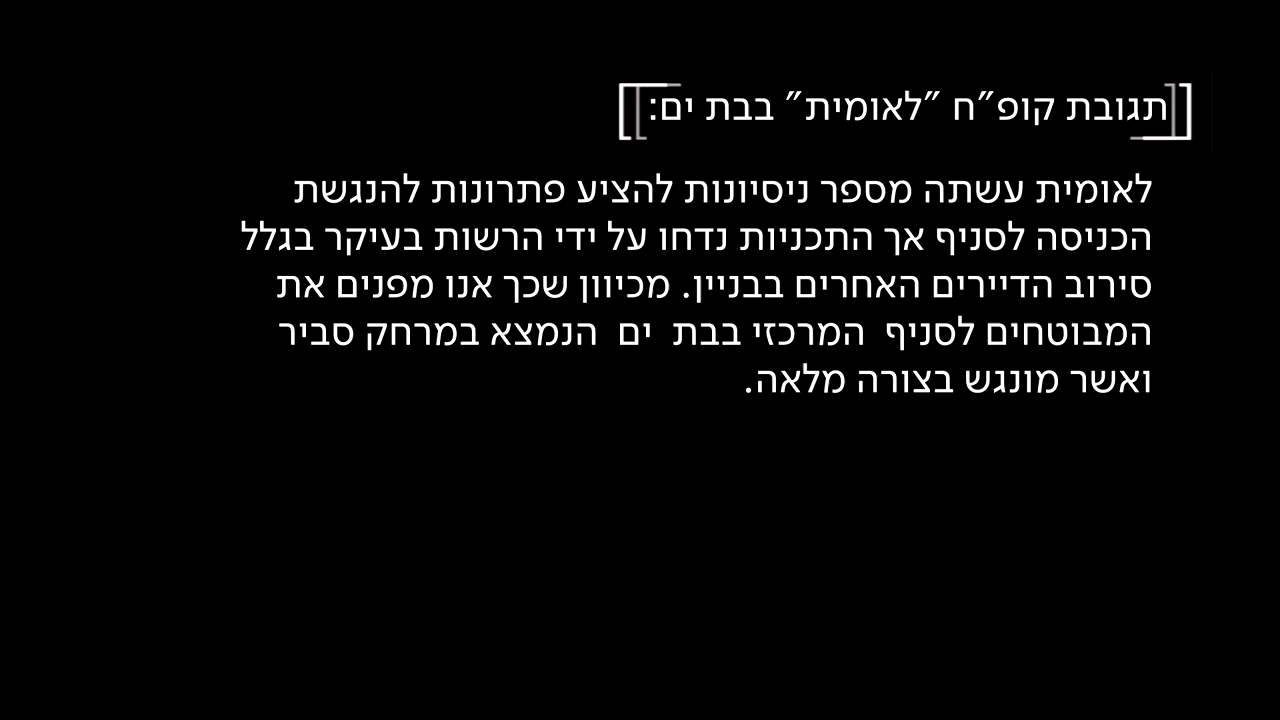 תגובת קופ״ח ״לאומית״ בבת ים:
לאומית עשתה מספר ניסיונות להציע פתרונות להנגשת
הכניסה לסניף אך התכניות נדחו על ידי הרשות בעיקר בגלל
סירוב הדיירים האחרים בבניין. מכיוון שכך אנו מפנים את
המבוטחים לסניף המרכזי בבת ים הנמצא במרחק סביר
ואשר מונגש בצורה מלאה.